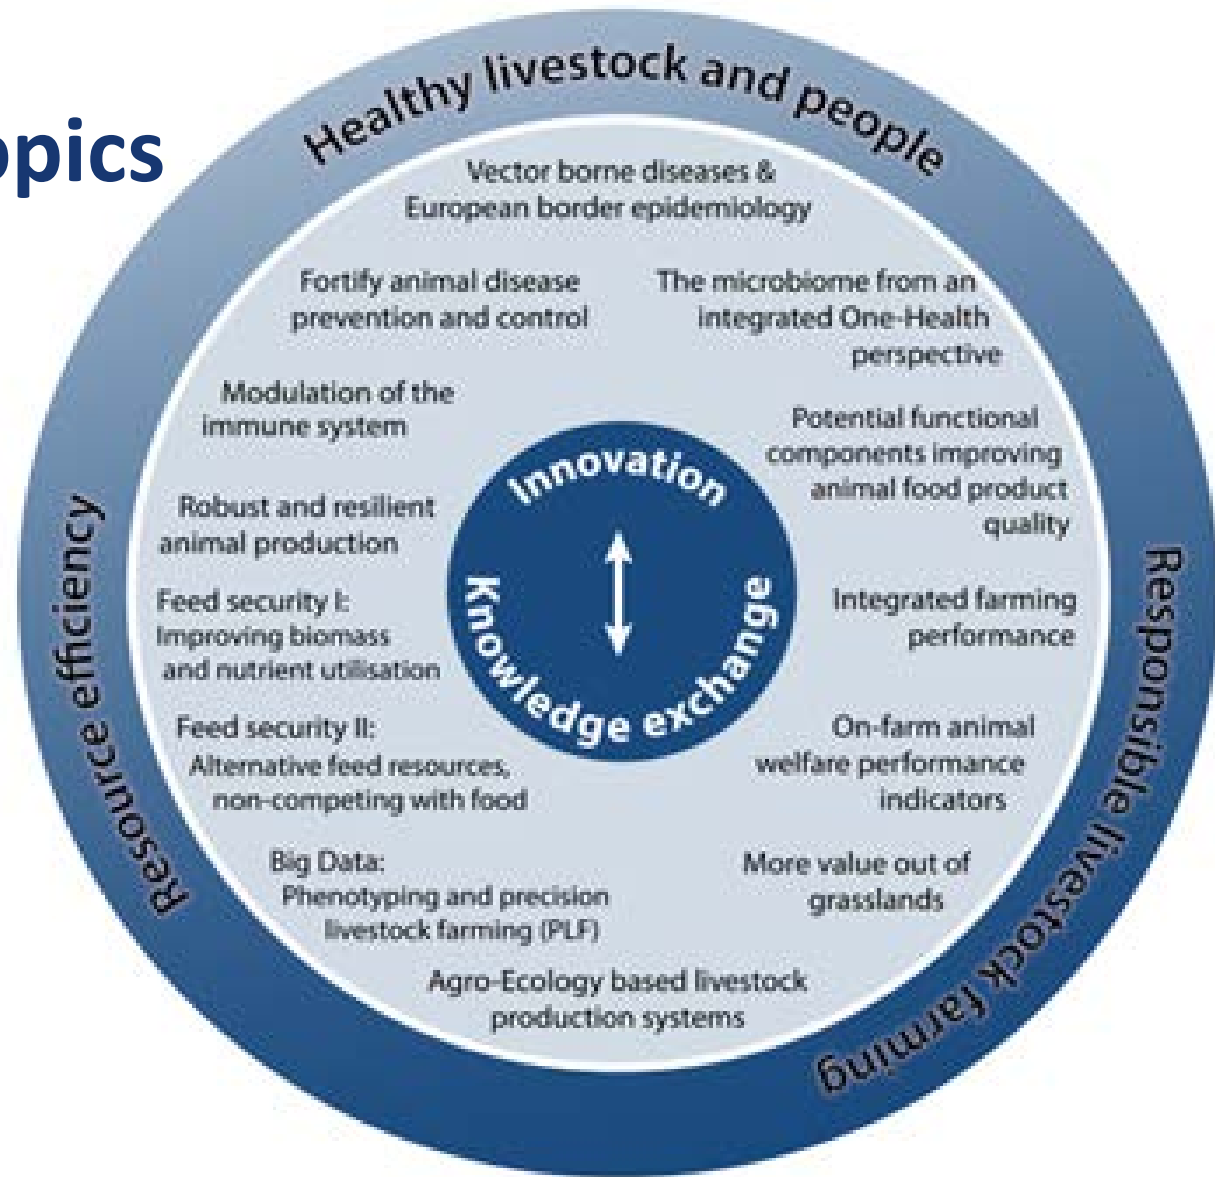 opics
Healthy livestock and people
Vector borne diseases &
European border epidemiology
Fortify animal disease
prevention and control
The microbiome from an
integrated One-Health
perspective
Modulation of the
immune system
Potential functional
components improving
animal food product
quality
Robust and resilient
animal production
Innovation
Knowledge exchange
Feed security I:
Improving biomass
and nutrient utilisation
Integrated farming
performance
Feed security II:
Alternative feed resources,
non-competing with food
On-farm animal
welfare performance
indicators
Big Data:
Phenotyping and precision
livestock farming (PLF)
More value out of
grasslands
Agro-Ecology based livestock
production systems
Resource efficiency
Responsible livestock farming